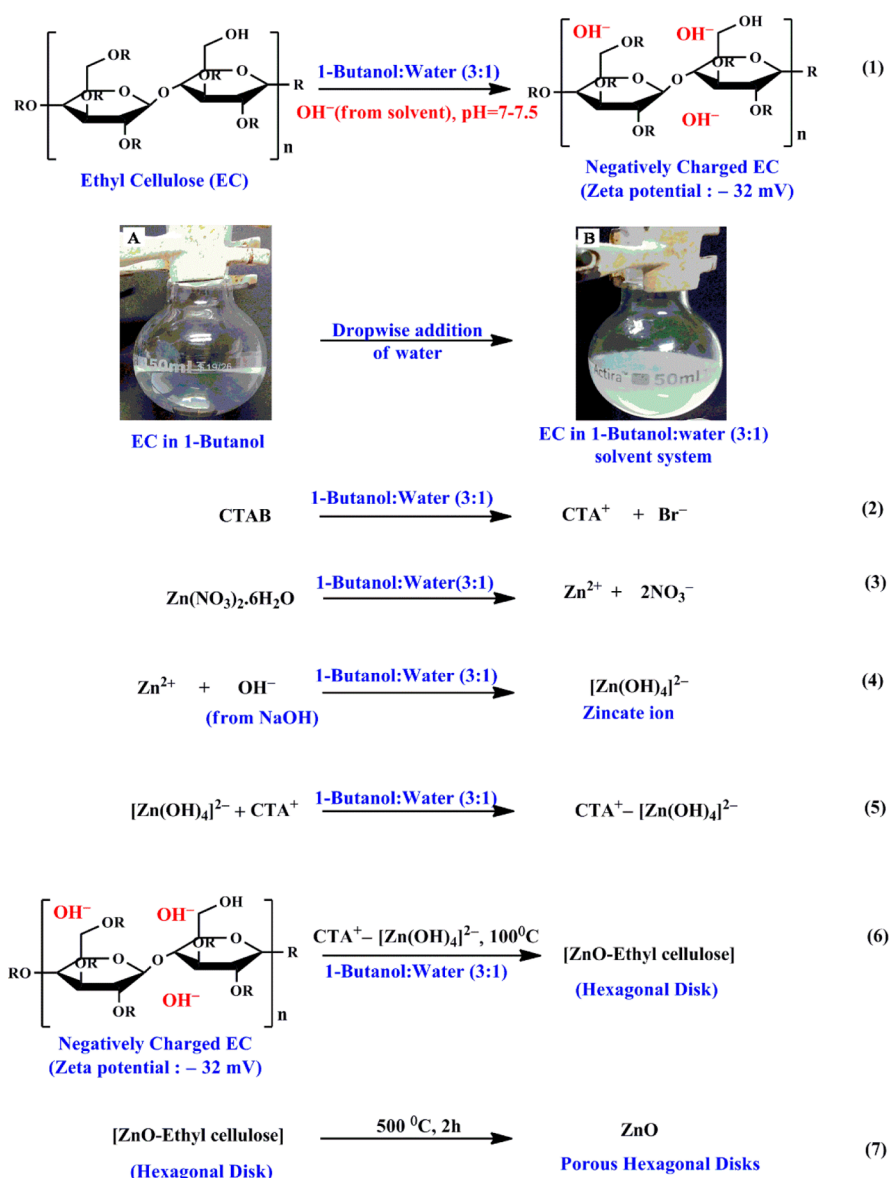 OH
OR
OR
RO
OR
OR
R
n
Ethyl Cellulose (EC)
1-Butanol:Water (3:1)
OH⁻(from solvent), pH=7-7.5
OH⁻
OH⁻
OH
OR
OR
RO
OR
OH⁻
OR
R
n
Negatively Charged EC
(Zeta potential : – 32 mV)
(1)
A
50ml
19/26
EC in 1-Butanol
Dropwise addition
of water
B
Actira™
50ml
EC in 1-Butanol:water (3:1)
solvent system
CTAB
1-Butanol:Water (3:1)
CTA⁺ + Br⁻
(2)
Zn(NO₃)₂.6H₂O
1-Butanol:Water(3:1)
Zn²⁺ + 2NO₃⁻
(3)
Zn²⁺ + OH⁻
(from NaOH)
1-Butanol:Water (3:1)
[Zn(OH)₄]²⁻
Zincate ion
(4)
[Zn(OH)₄]²⁻ + CTA⁺
1-Butanol:Water (3:1)
CTA⁺– [Zn(OH)₄]²⁻
(5)
OH⁻
OH⁻
OH
OR
OR
RO
OR
OH⁻
OR
R
n
Negatively Charged EC
(Zeta potential : – 32 mV)
CTA⁺– [Zn(OH)₄]²⁻, 100⁰C
1-Butanol:Water (3:1)
[ZnO-Ethyl cellulose]
(Hexagonal Disk)
(6)
[ZnO-Ethyl cellulose]
(Hexagonal Disk)
500 ⁰C, 2h
ZnO
Porous Hexagonal Disks
(7)